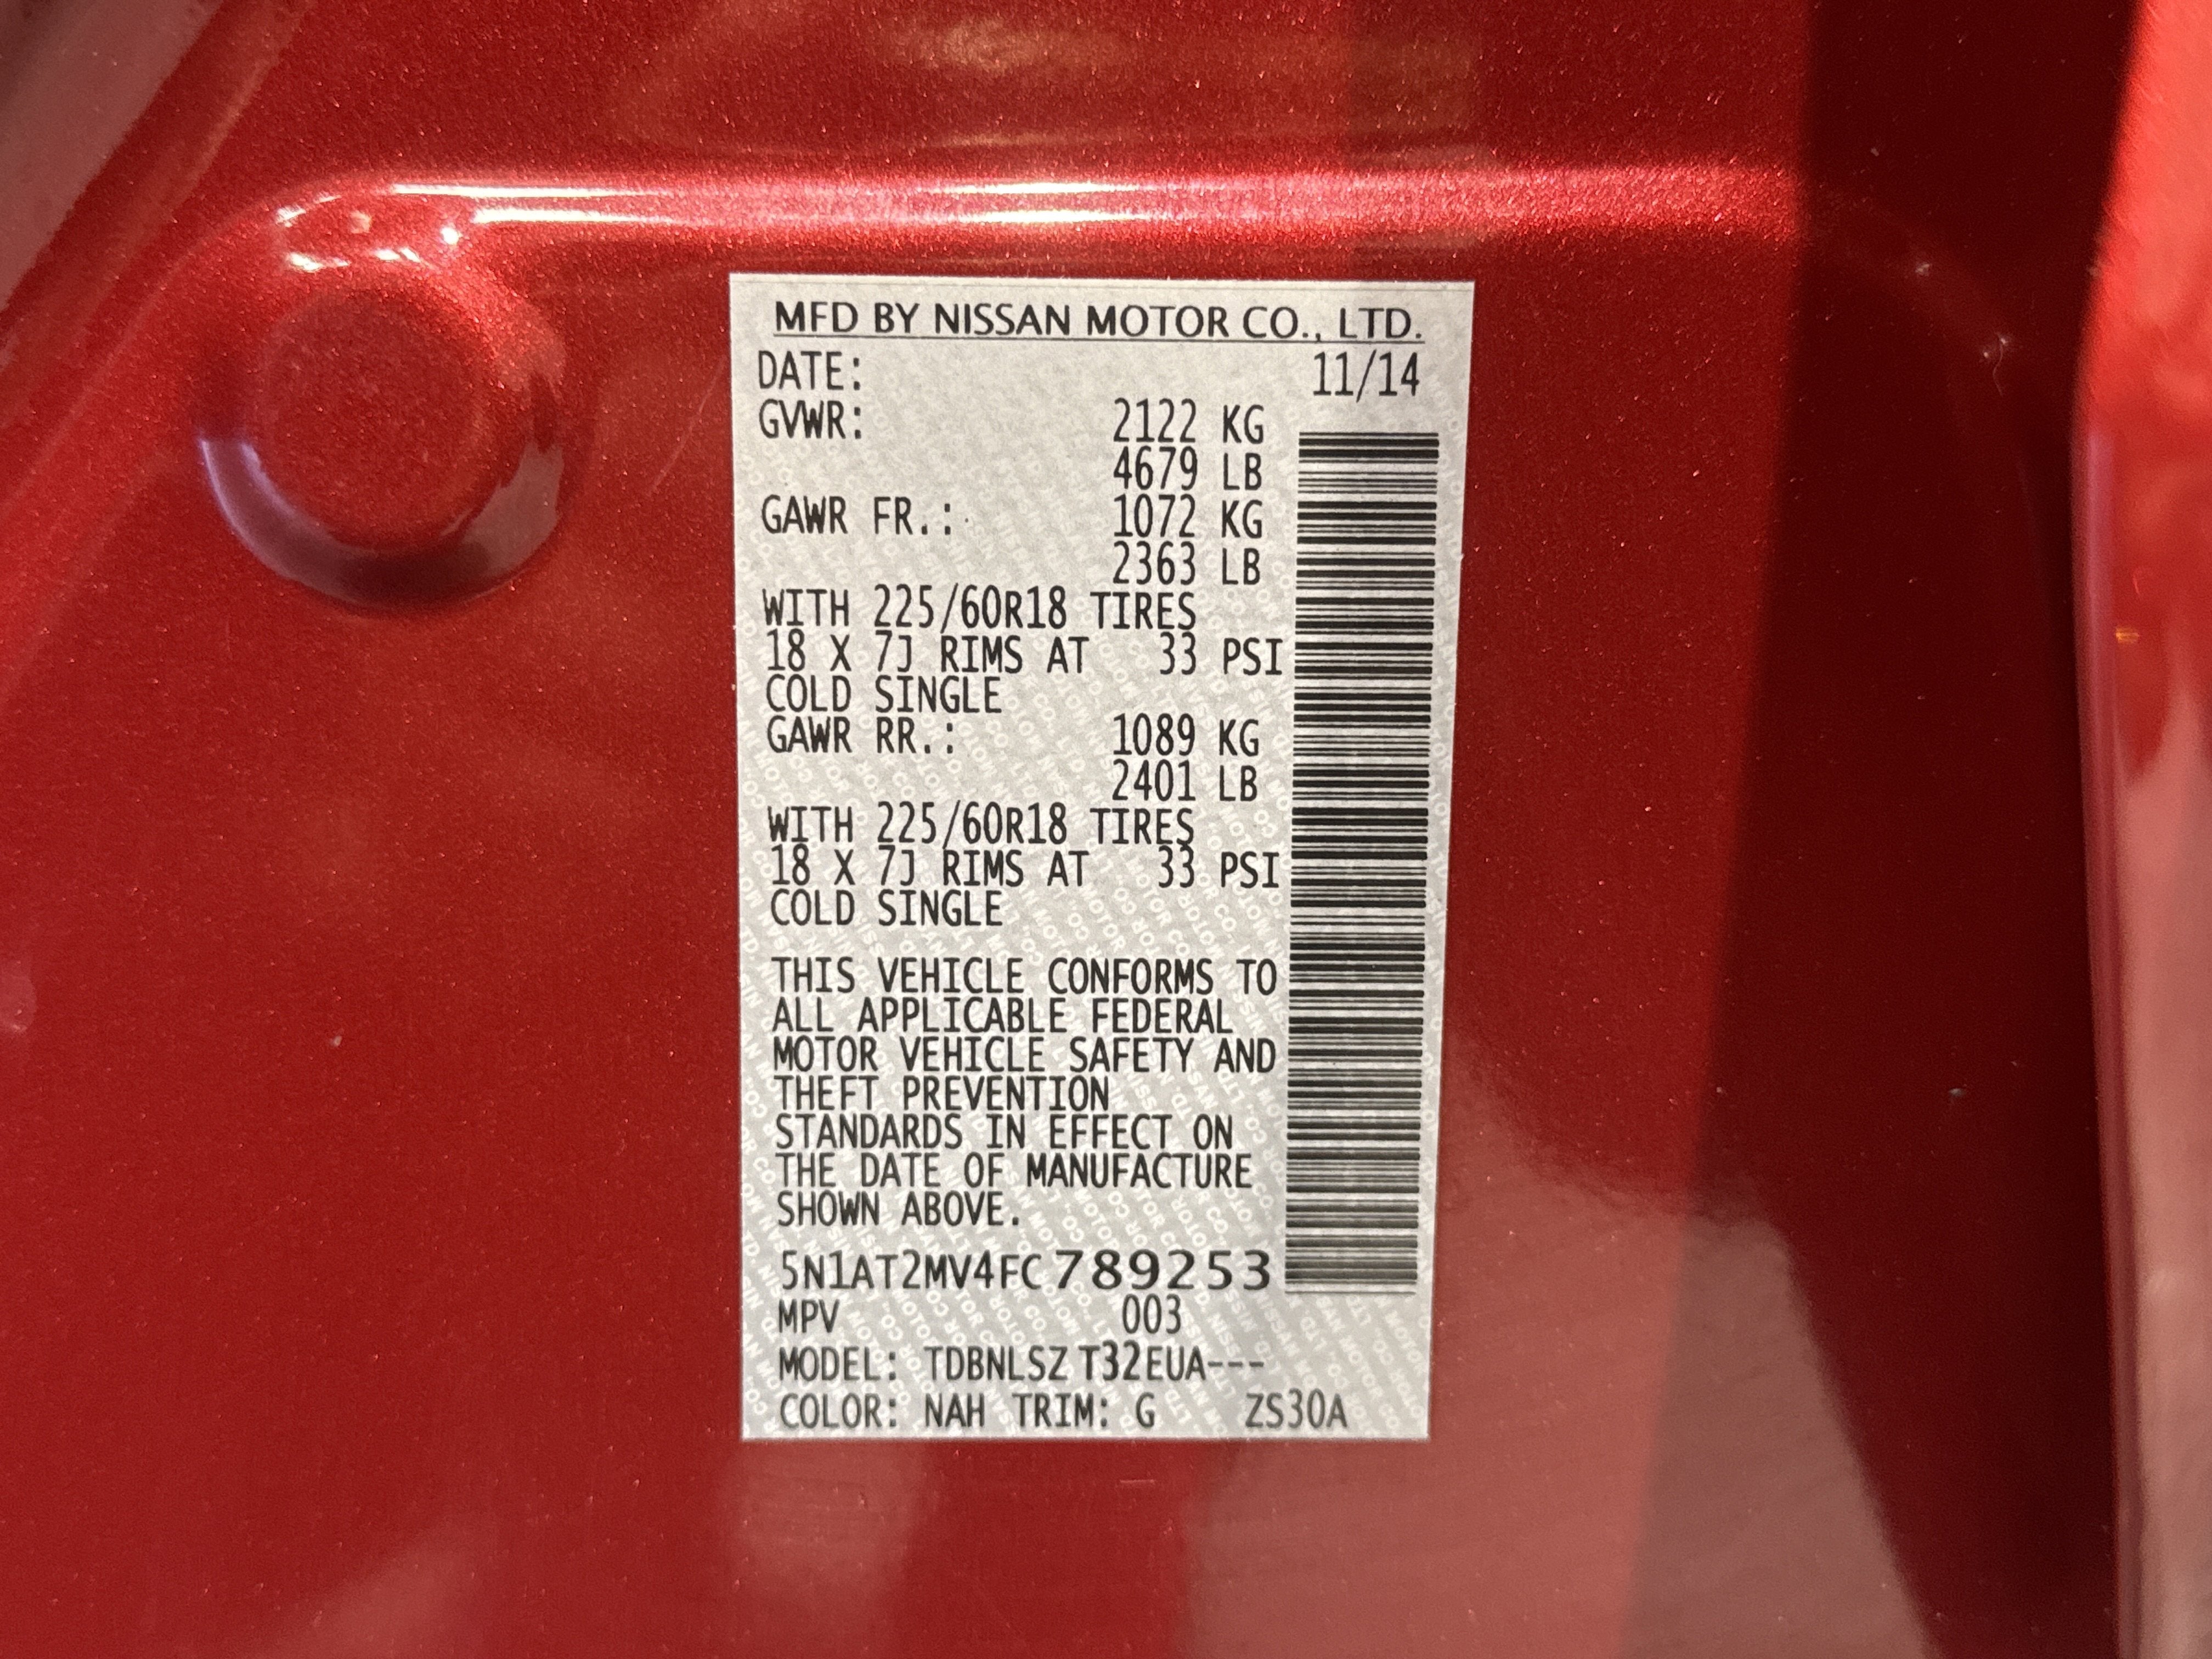 MFD BY NISSAN MOTOR CO., LTD.
DATE: 11/14
GVWR: 2122 KG
4679 LB
GAWR FR.: 1072 KG
2363 LB
WITH 225/60R18 TIRES
18 X 7J RIMS AT 33 PSI
COLD SINGLE
GAWR RR.: 1089 KG
2401 LB
WITH 225/60R18 TIRES
18 X 7J RIMS AT 33 PSI
COLD SINGLE
THIS VEHICLE CONFORMS TO
ALL APPLICABLE FEDERAL
MOTOR VEHICLE SAFETY AND
THEFT PREVENTION
STANDARDS IN EFFECT ON
THE DATE OF MANUFACTURE
SHOWN ABOVE.
5N1AT2MV4FC789253
MPV 003
MODEL: TDBNLSZ T32EUA---
COLOR: NAH TRIM: G ZS30A